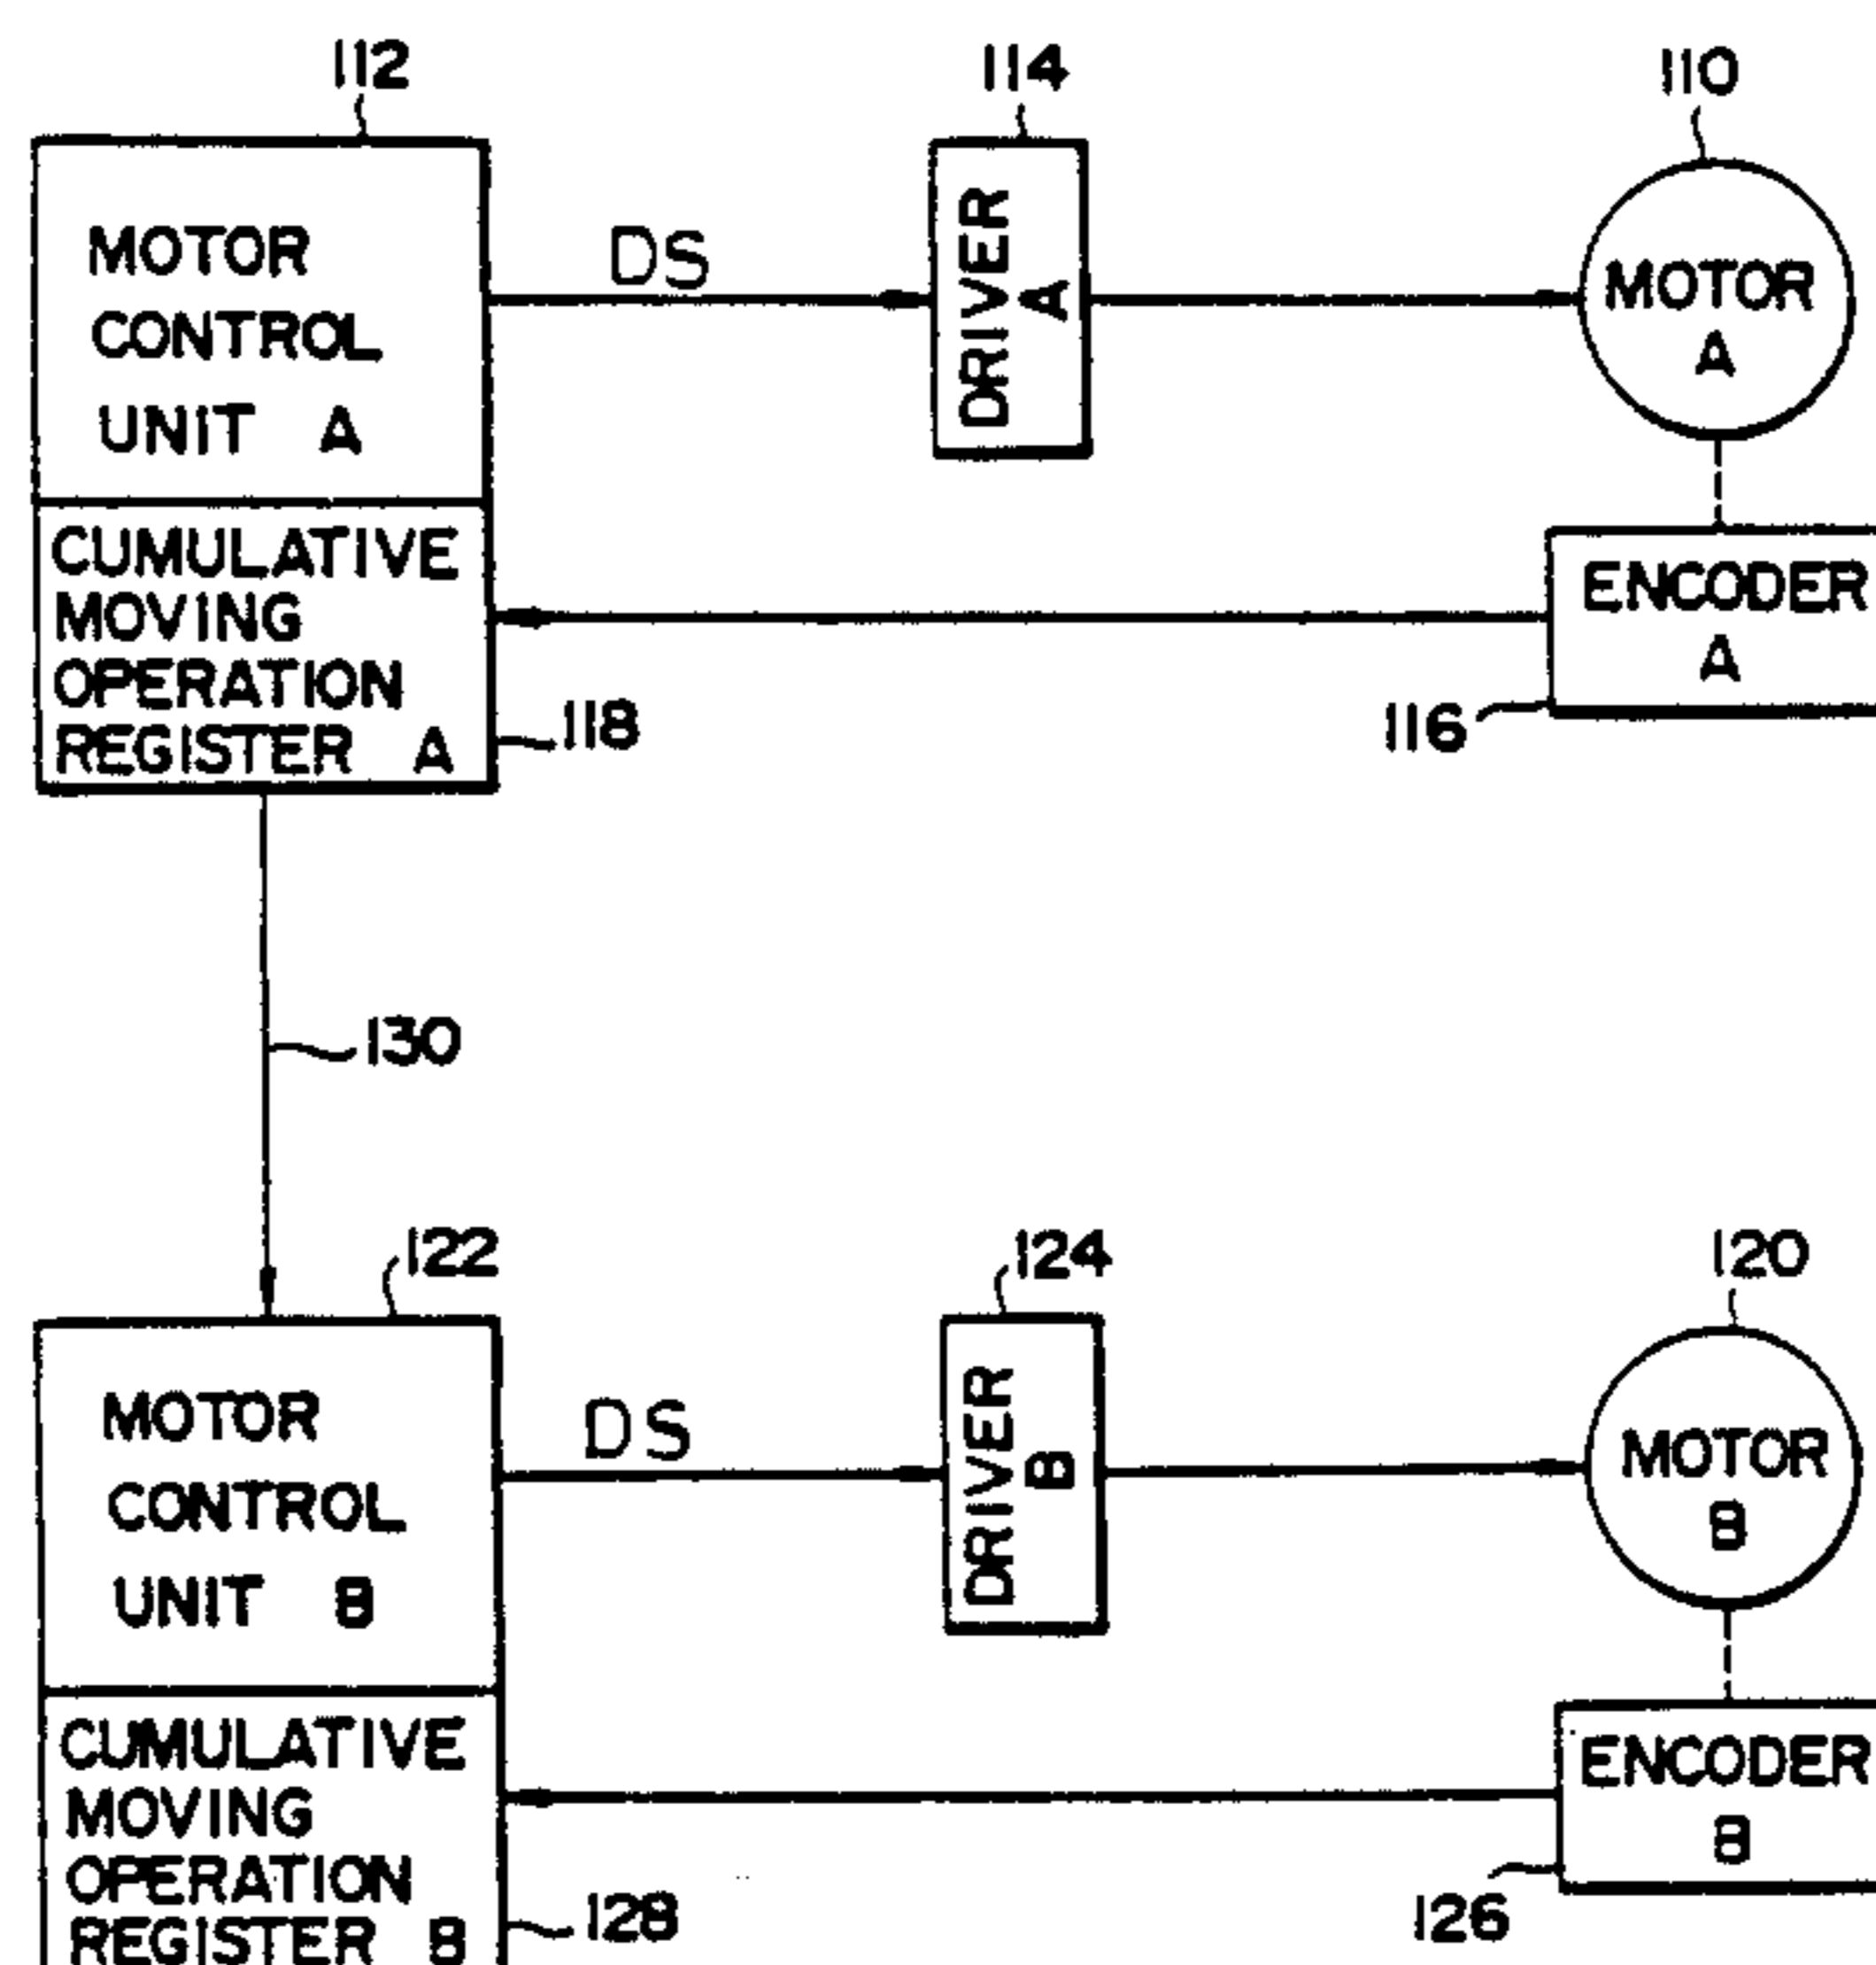 112
114
110
MOTOR
CONTROL
UNIT A
DS
DRIVER
A
MOTOR
A
CUMULATIVE
MOVING
OPERATION
REGISTER A
118
ENCODER
A
116
130
122
124
120
MOTOR
CONTROL
UNIT B
DS
DRIVER
B
MOTOR
B
CUMULATIVE
MOVING
OPERATION
REGISTER B
128
ENCODER
B
126